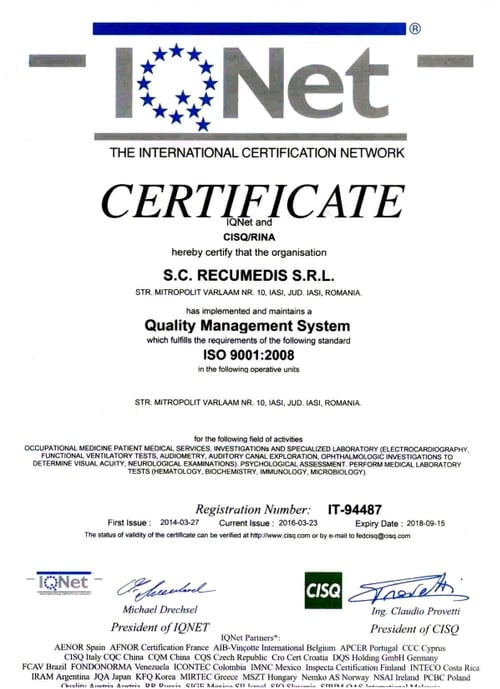 IQNet ®
THE INTERNATIONAL CERTIFICATION NETWORK
CERTIFICATE
IQNet and
CISQ/RINA
hereby certify that the organisation
S.C. RECUMEDIS S.R.L.
STR. MITROPOLIT VARLAAM NR. 10, IASI, JUD. IASI, ROMANIA.
has implemented and maintains a
Quality Management System
which fulfills the requirements of the following standard
ISO 9001:2008
in the following operative units
STR. MITROPOLIT VARLAAM NR. 10, IASI, JUD. IASI, ROMANIA.
for the following field of activities
OCCUPATIONAL MEDICINE PATIENT MEDICAL SERVICES. INVESTIGATIONs AND SPECIALIZED LABORATORY (ELECTROCARDIOGRAPHY,
FUNCTIONAL VENTILATORY TESTS, AUDIOMETRY, AUDITORY CANAL EXPLORATION, OPHTHALMOLOGIC INVESTIGATIONS TO
DETERMINE VISUAL ACUITY, NEUROLOGICAL EXAMINATIONS). PSYCHOLOGICAL ASSESSMENT. PERFORM MEDICAL LABORATORY
TESTS (HEMATOLOGY, BIOCHEMISTRY, IMMUNOLOGY, MICROBIOLOGY).
Registration Number: IT-94487
First Issue : 2014-03-27 Current Issue : 2016-03-23 Expiry Date : 2018-09-15
The status of validity of the certificate can be verified at http://www.cisq.com or by e-mail to fedcisq@cisq.com
IQNet
CISQ
Michael Drechsel
Ing. Claudio Provetti
President of IQNET
President of CISQ
IQNet Partners*:
AENOR Spain AFNOR Certification France AIB-Vinçotte International Belgium APCER Portugal CCC Cyprus
CISQ Italy CQC China CQM China CQS Czech Republic Cro Cert Croatia DQS Holding GmbH Germany
FCAV Brazil FONDONORMA Venezuela ICONTEC Colombia IMNC Mexico Inspecta Certification Finland INTECO Costa Rica
IRAM Argentina JQA Japan KFQ Korea MIRTEC Greece MSZT Hungary Nemko AS Norway NSAI Ireland PCBC Poland